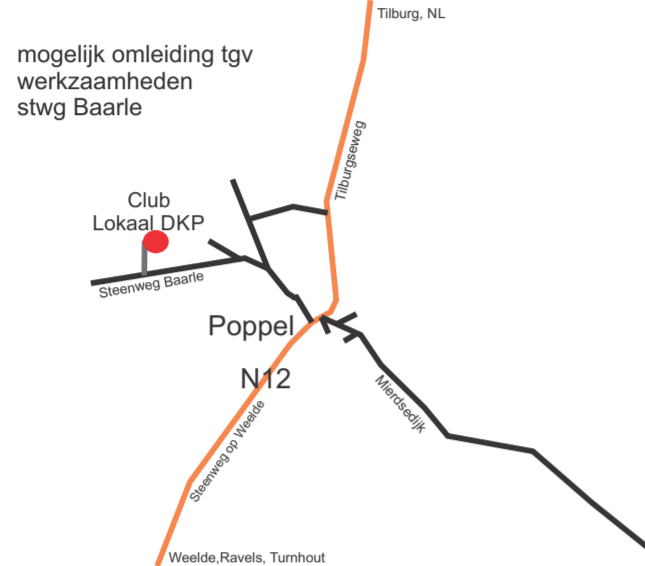 mogelijk omleiding tgv
werkzaamheden
stwg Baarle
Tilburg, NL
Tilburgseweg
Club
Lokaal DKP
Steenweg Baarle
Poppel
N12
Mierdsedijk
Steenweg op Weelde
Weelde,Ravels, Turnhout